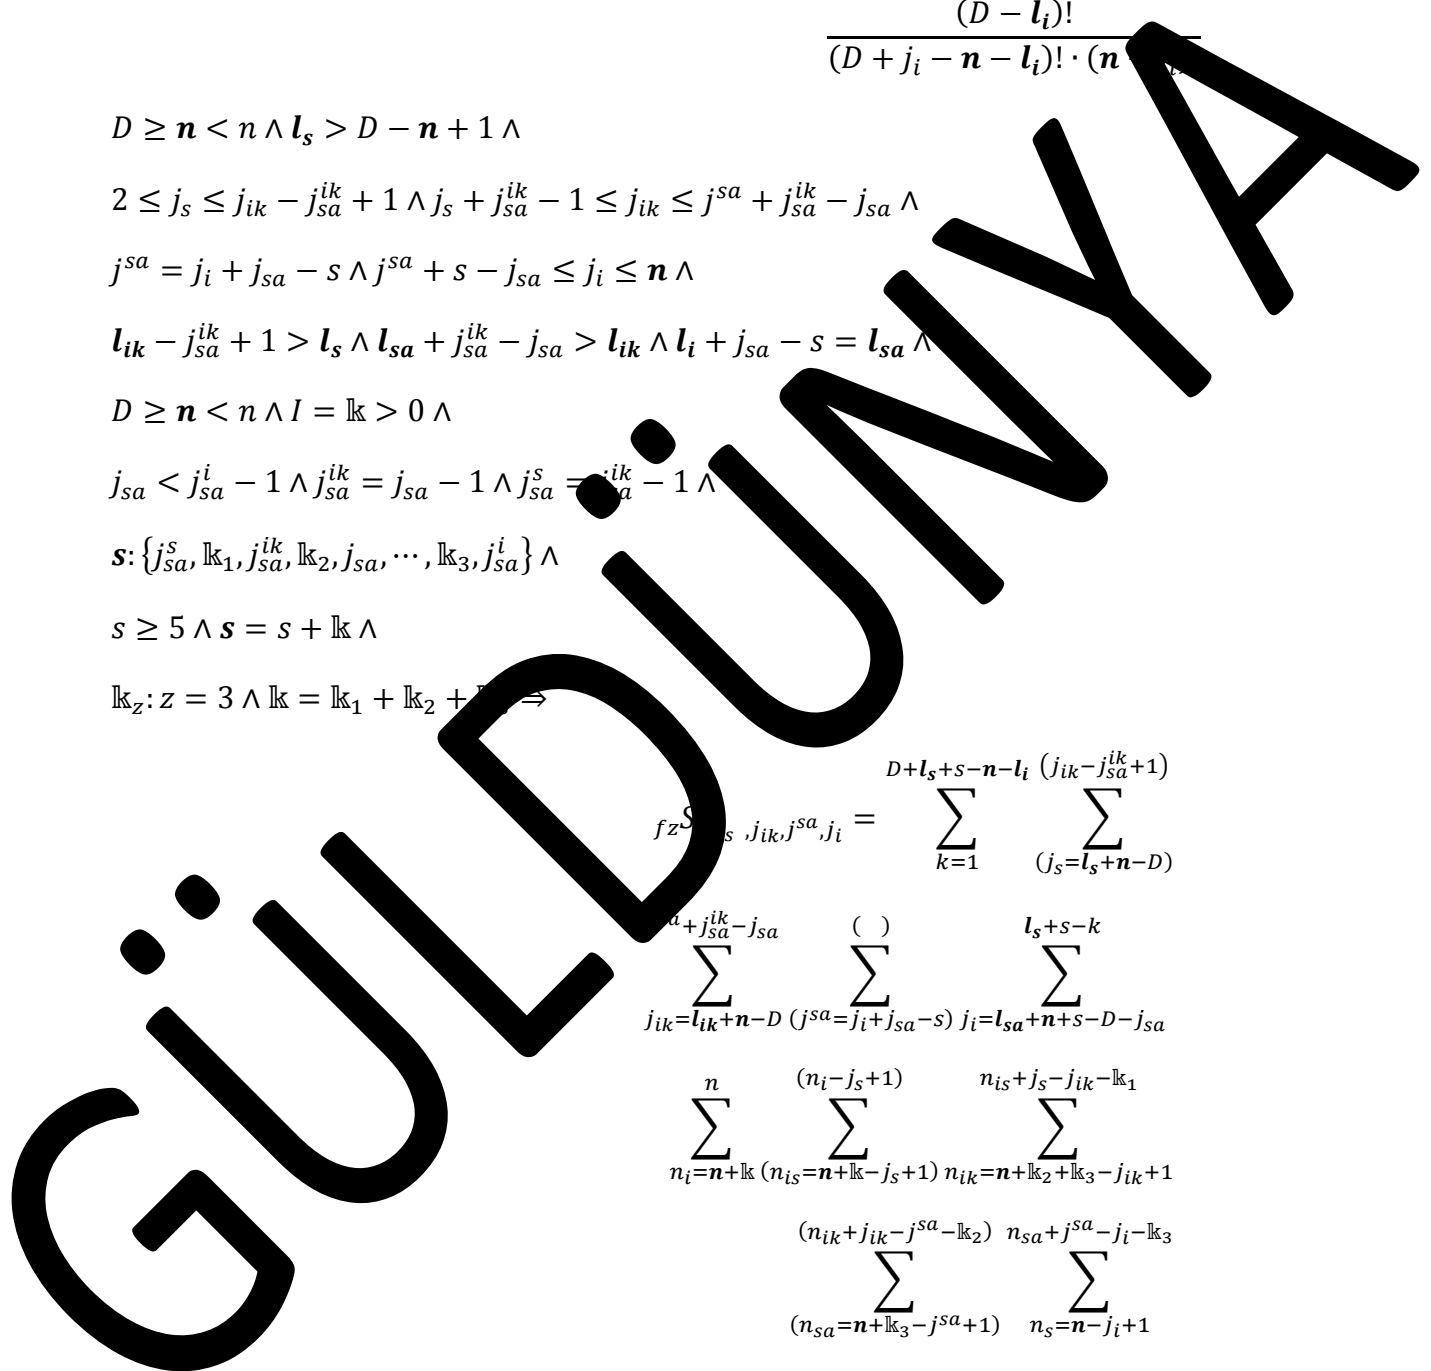 (D − l_i)!
(D + j_i − n − l_i)! · (n
D ≥ n < n ∧ l_s > D − n + 1 ∧
2 ≤ j_s ≤ j_ik − j_sa^ik + 1 ∧ j_s + j_sa^ik − 1 ≤ j_ik ≤ j^sa + j_sa^ik − j_sa ∧
j^sa = j_i + j_sa − s ∧ j^sa + s − j_sa ≤ j_i ≤ n ∧
l_ik − j_sa^ik + 1 > l_s ∧ l_sa + j_sa^ik − j_sa > l_ik ∧ l_i + j_sa − s = l_sa ∧
D ≥ n < n ∧ I = 𝕜 > 0 ∧
j_sa < j_sa^i − 1 ∧ j_sa^ik = j_sa − 1 ∧ j_sa^s = j_sa^ik − 1 ∧
s: {j_sa^s, 𝕜_1, j_sa^ik, 𝕜_2, j_sa, ⋯, 𝕜_3, j_sa^i} ∧
s ≥ 5 ∧ s = s + 𝕜 ∧
𝕜_z: z = 3 ∧ 𝕜 = 𝕜_1 + 𝕜_2 + ⇒
D+l_s+s−n−l_i (j_ik−j_sa^ik+1)
fz S s ,j_ik,j^sa,j_i = ∑ ∑
k=1 (j_s=l_s+n−D)
+j_sa^ik−j_sa ( ) l_s+s−k
∑ ∑ ∑
j_ik=l_ik+n−D (j^sa=j_i+j_sa−s) j_i=l_sa+n+s−D−j_sa
n (n_i−j_s+1) n_is+j_s−j_ik−𝕜_1
∑ ∑ ∑
n_i=n+𝕜 (n_is=n+𝕜−j_s+1) n_ik=n+𝕜_2+𝕜_3−j_ik+1
(n_ik+j_ik−j^sa−𝕜_2) n_sa+j^sa−j_i−𝕜_3
∑ ∑
(n_sa=n+𝕜_3−j^sa+1) n_s=n−j_i+1
GÜLDÜNYA